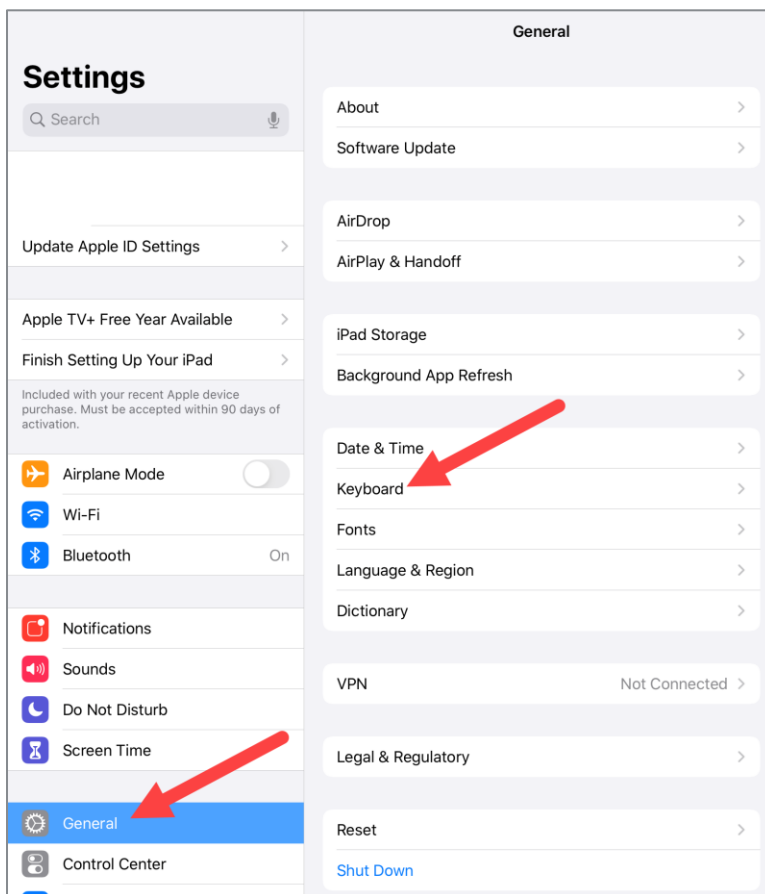 Settings
Search
Update Apple ID Settings
Apple TV+ Free Year Available
Finish Setting Up Your iPad
Included with your recent Apple device
purchase. Must be accepted within 90 days of
activation.
Airplane Mode
Wi-Fi
Bluetooth On
Notifications
Sounds
Do Not Disturb
Screen Time
General
Control Center
General
About
Software Update
AirDrop
AirPlay & Handoff
iPad Storage
Background App Refresh
Date & Time
Keyboard
Fonts
Language & Region
Dictionary
VPN Not Connected
Legal & Regulatory
Reset
Shut Down